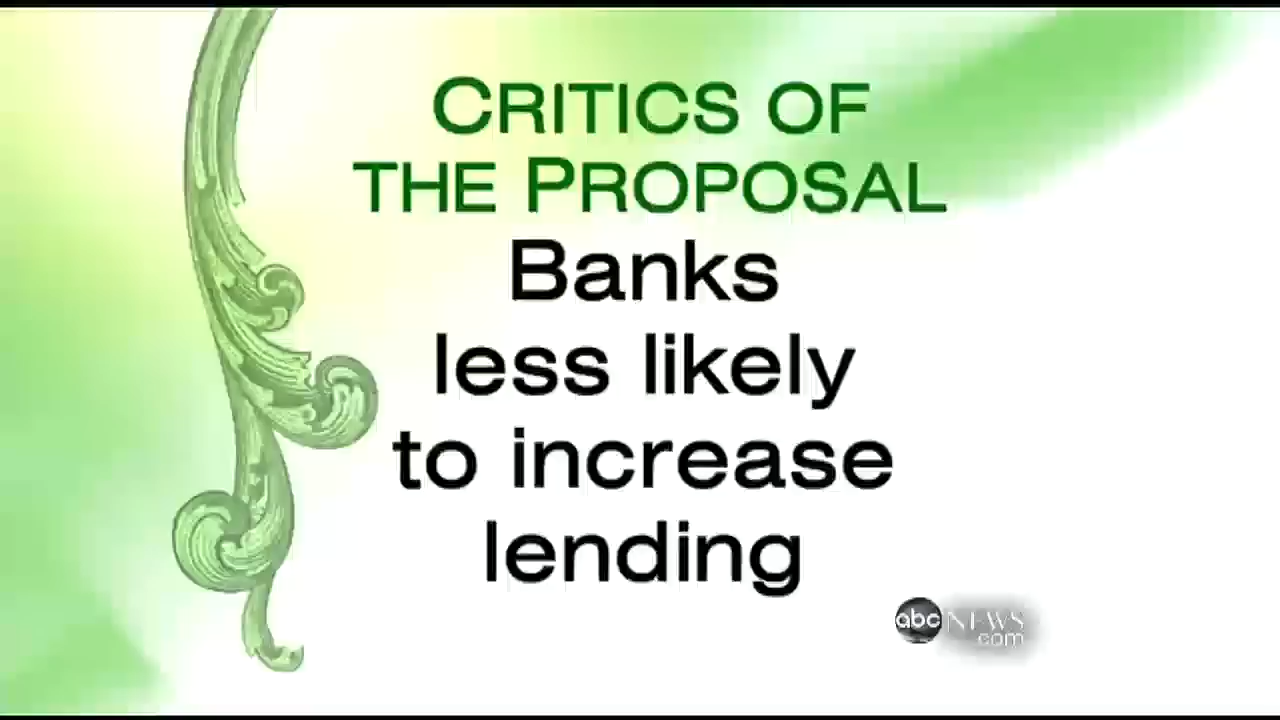 CRITICS OF
THE PROPOSAL
Banks
less likely
to increase
lending
abc NEWS
.com